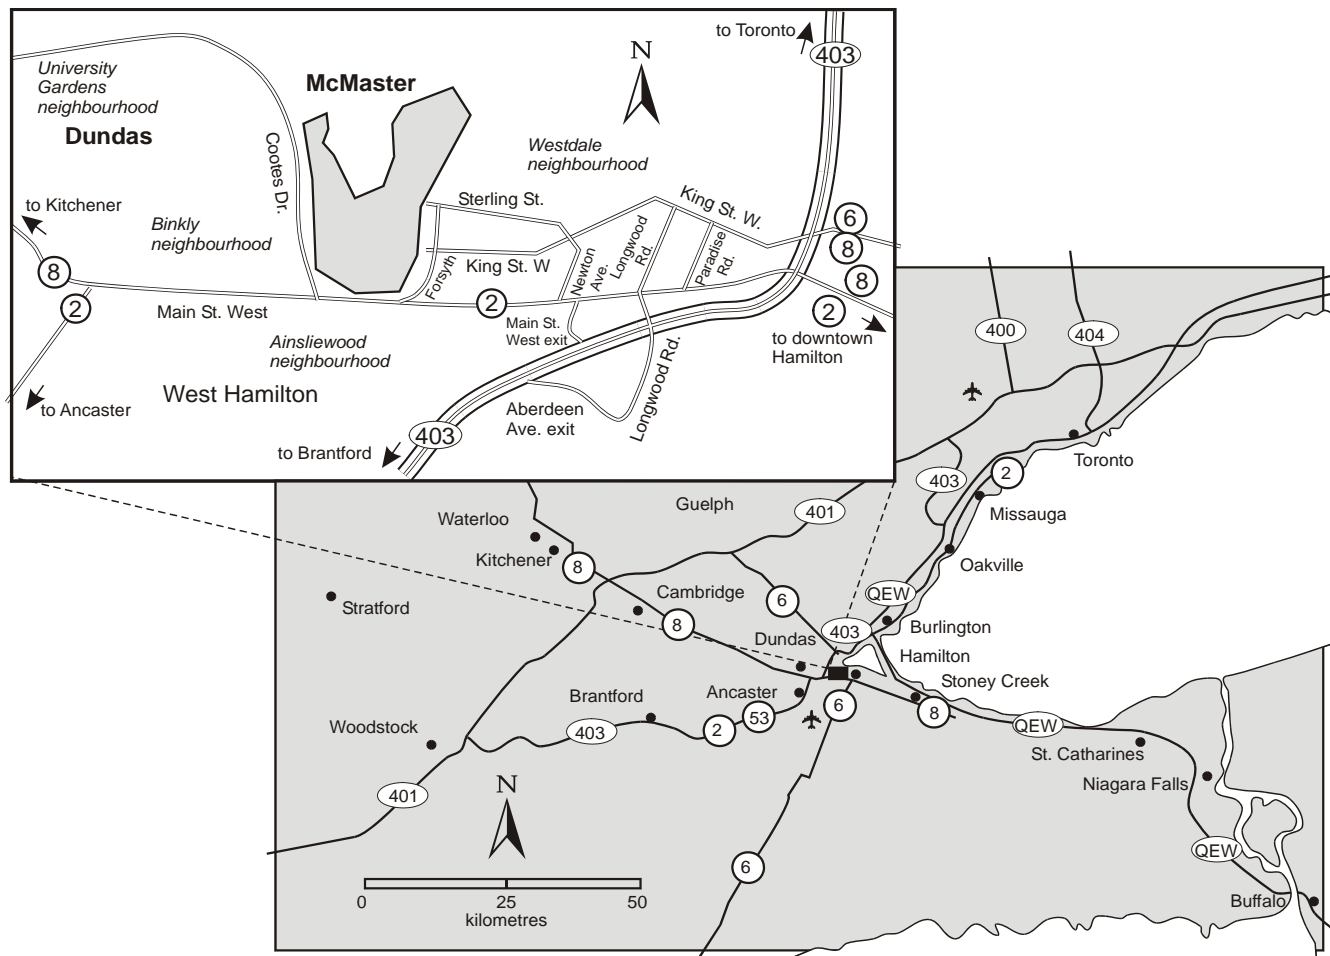 to Toronto
403
N
University
Gardens
neighbourhood
McMaster
Dundas
Cootes Dr.
Westdale
neighbourhood
to Kitchener
Binkly
neighbourhood
Sterling St.
King St. W.
6
8
8
2
King St. W
Forsyth
Newton
Ave.
Longwood
Rd.
Paradise
Rd.
8
2
Main St. West
2
Main St.
West exit
to downtown
Hamilton
Ainsliewood
neighbourhood
West Hamilton
to Ancaster
Aberdeen
Ave. exit
Longwood Rd.
403
to Brantford
400
404
Toronto
403
2
Missauga
Guelph
401
Waterloo
Kitchener
8
Oakville
Stratford
Cambridge
6
QEW
8
403
Burlington
Dundas
Hamilton
Stoney Creek
Ancaster
Brantford
6
8
QEW
53
2
403
Woodstock
St. Catharines
Niagara Falls
401
N
QEW
6
0
25
50
kilometres
Buffalo